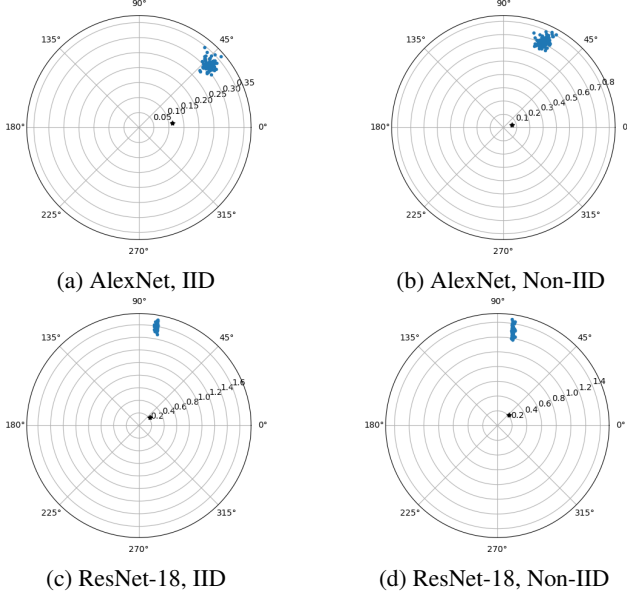 135° 45°
0.05 0.10 0.15 0.20 0.25 0.30 0.35
180° 0°
225° 315°
270°
(a) AlexNet, IID
135° 45°
0.1 0.2 0.3 0.4 0.5 0.6 0.7 0.8
180° 0
225° 315°
270°
(b) AlexNet, Non-IID
90°
135° 45°
0.2 0.4 0.6 0.8 1.0 1.2 1.4 1.6
180° 0°
225° 315°
270°
(c) ResNet-18, IID
90°
135° 45°
0.2 0.4 0.6 0.8 1.0 1.2 1.4
180° 0°
225° 315°
270°
(d) ResNet-18, Non-IID